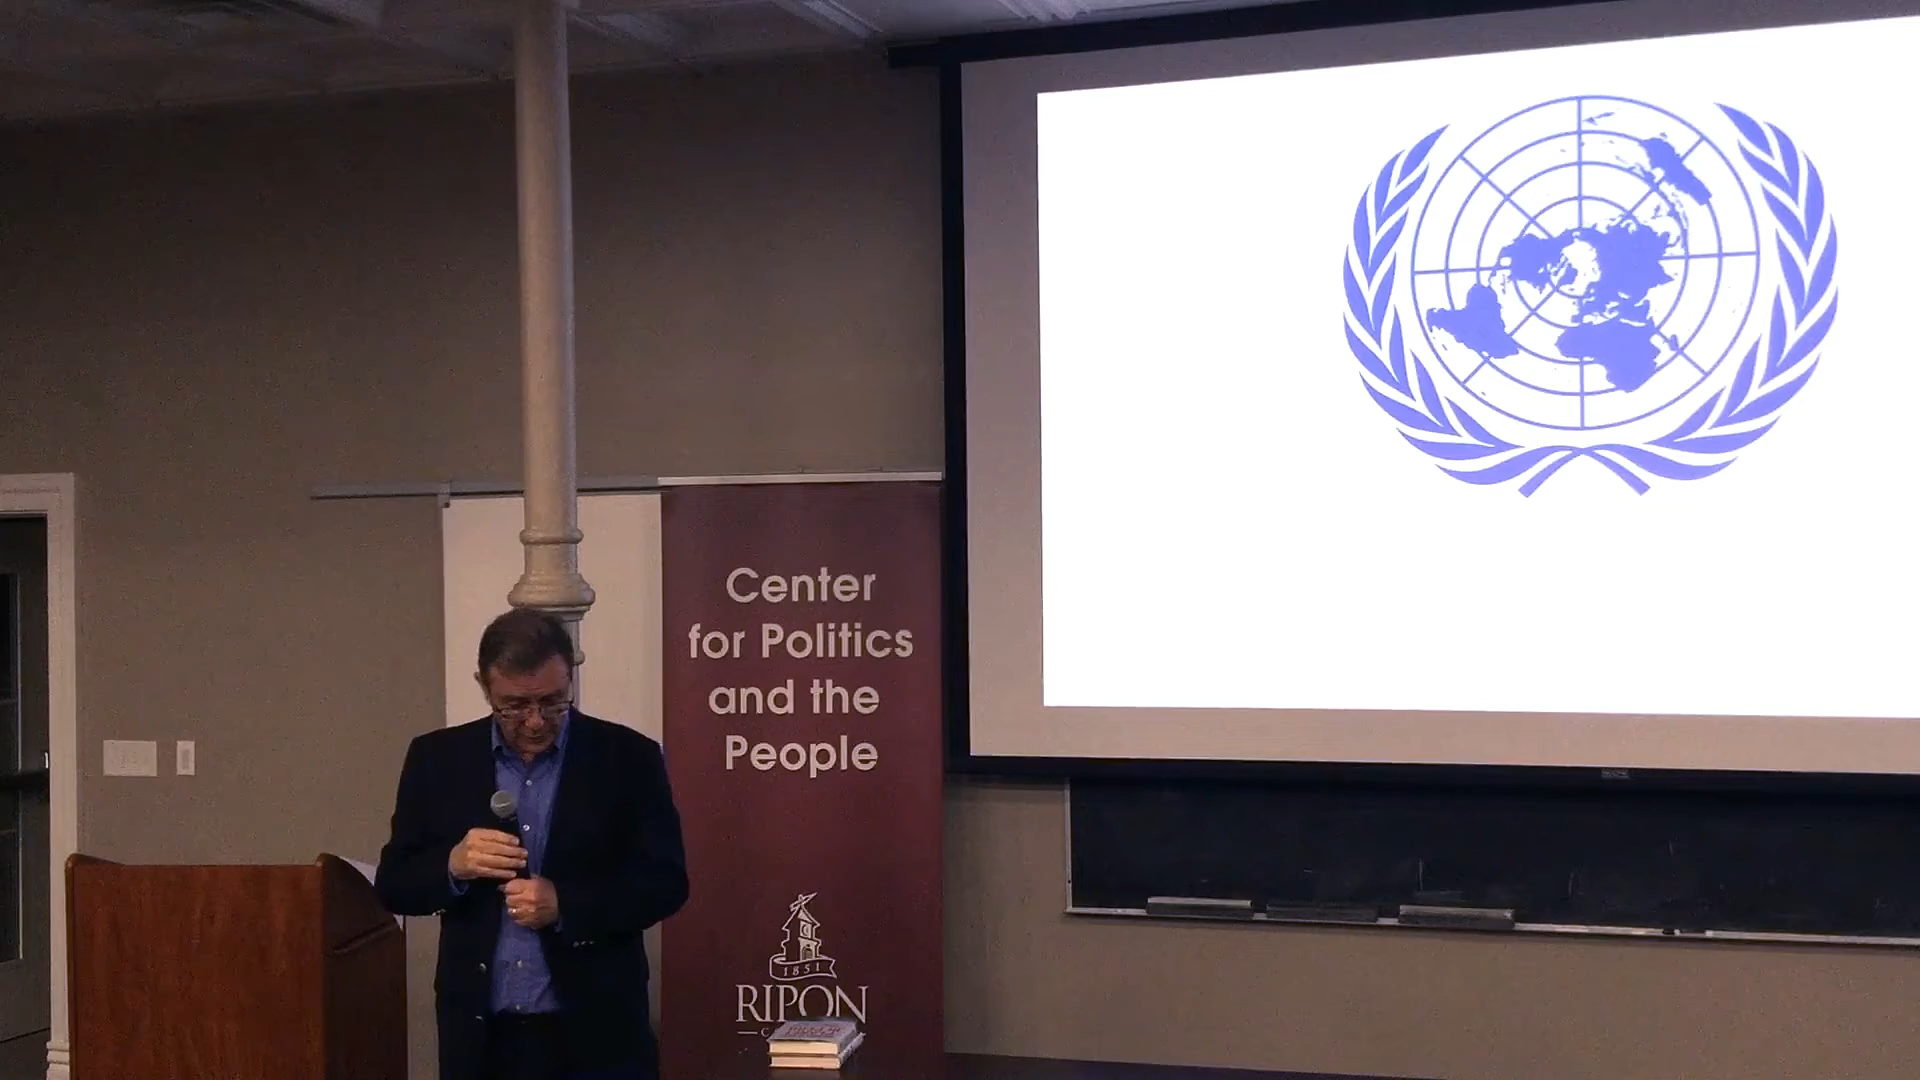 Center
for Politics
and the
People
1851
RIPON